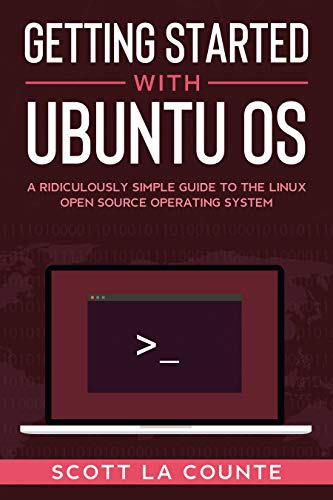 GETTING STARTED
WITH
UBUNTU OS
A RIDICULOUSLY SIMPLE GUIDE TO THE LINUX
OPEN SOURCE OPERATING SYSTEM
>_
SCOTT LA COUNTE